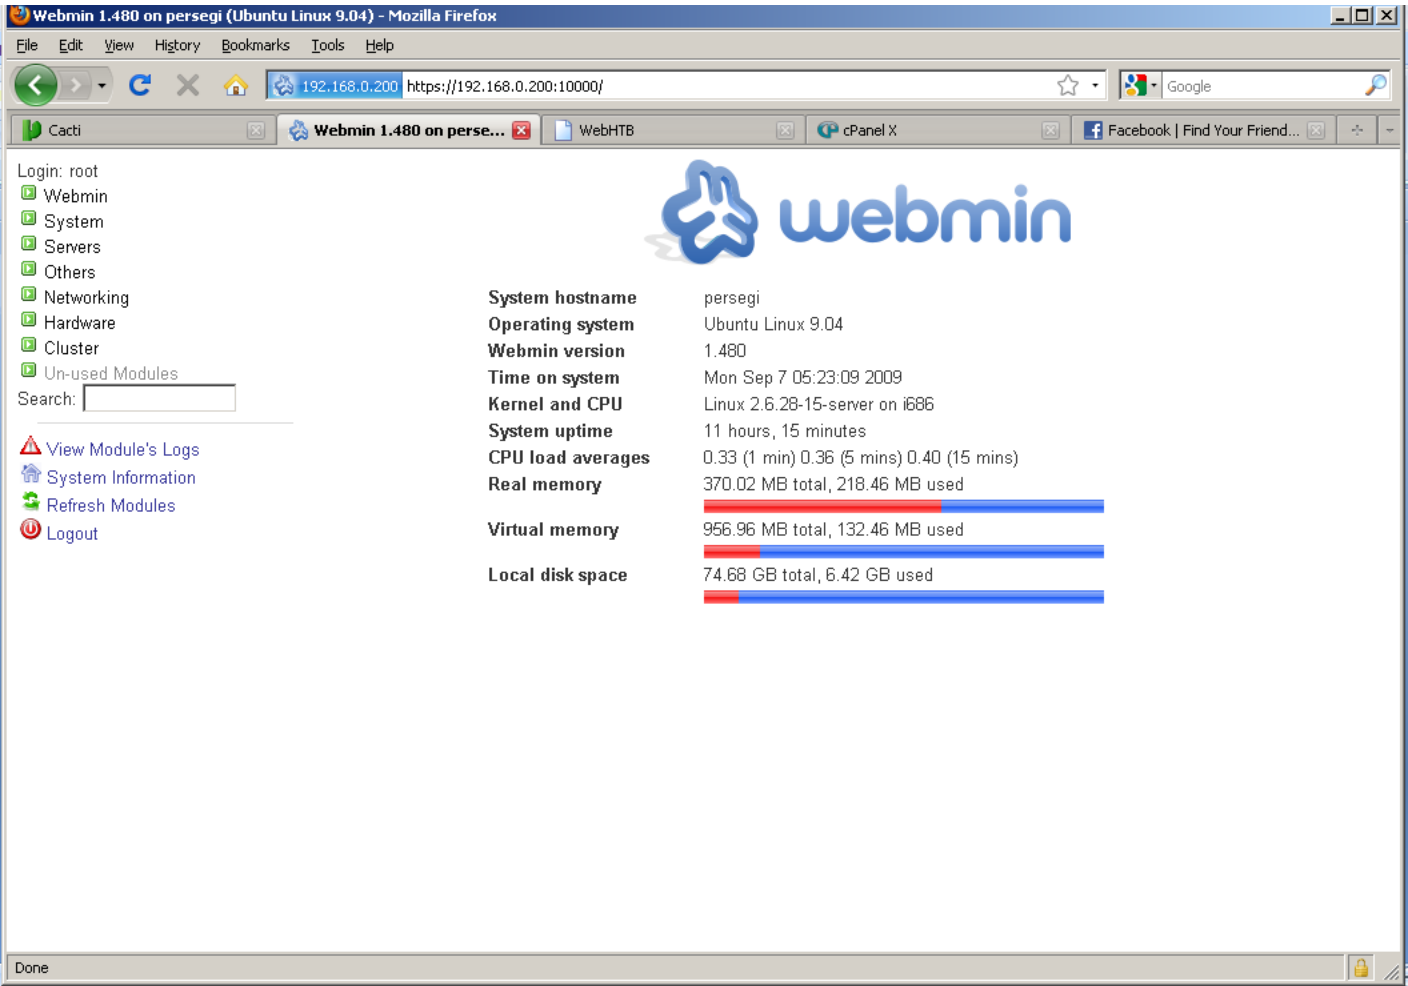 Webmin 1.480 on persegi (Ubuntu Linux 9.04) - Mozilla Firefox
File Edit View History Bookmarks Tools Help
192.168.0.200 https://192.168.0.200:10000/ Google
Cacti Webmin 1.480 on perse... WebHTB cPanel X Facebook | Find Your Friend...
Login: root
Webmin
System
Servers
Others
Networking
Hardware
Cluster
Un-used Modules
Search:
View Module's Logs
System Information
Refresh Modules
Logout
webmin
System hostname persegi
Operating system Ubuntu Linux 9.04
Webmin version 1.480
Time on system Mon Sep 7 05:23:09 2009
Kernel and CPU Linux 2.6.28-15-server on i686
System uptime 11 hours, 15 minutes
CPU load averages 0.33 (1 min) 0.36 (5 mins) 0.40 (15 mins)
Real memory 370.02 MB total, 218.46 MB used
Virtual memory 956.96 MB total, 132.46 MB used
Local disk space 74.68 GB total, 6.42 GB used
Done